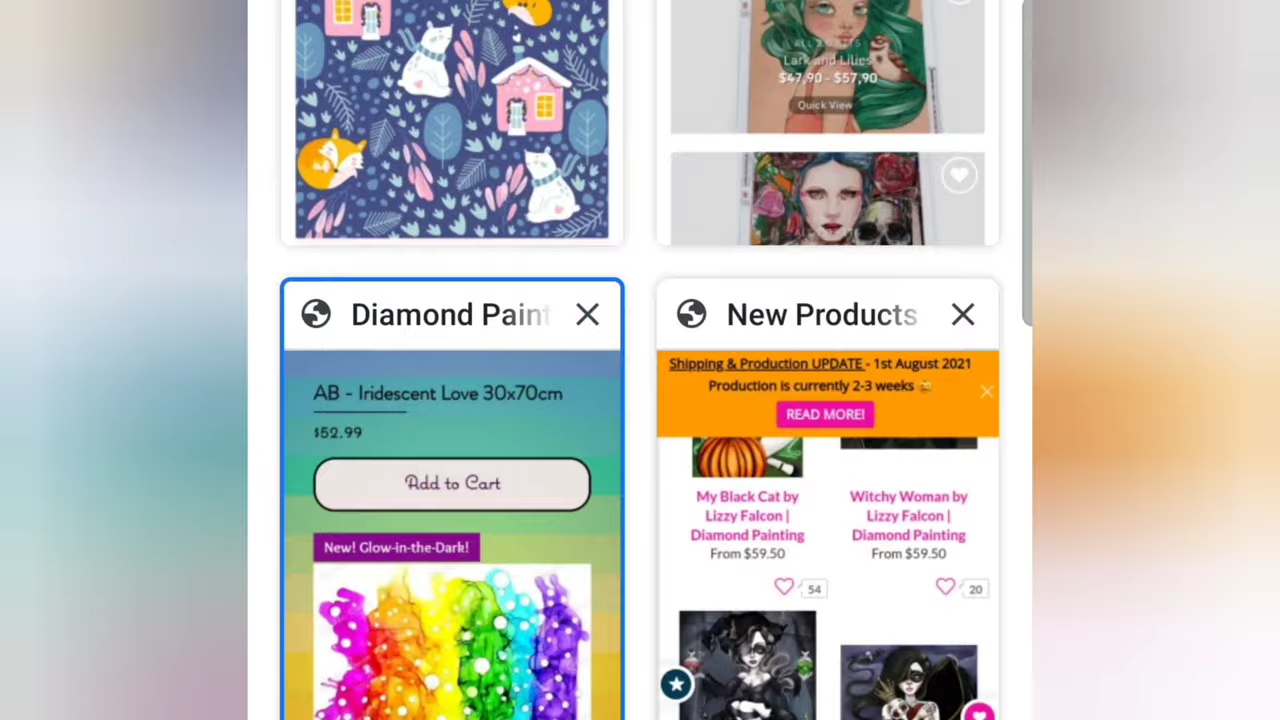 Lark and Lilies
$47,90 - $57,90
Quick View
Diamond Paint
New Products
AB - Iridescent Love 30x70cm
$52.99
Add to Cart
New! Glow-in-the-Dark!
Shipping & Production UPDATE - 1st August 2021
Production is currently 2-3 weeks
READ MORE!
My Black Cat by
Lizzy Falcon |
Diamond Painting
From $59.50
54
Witchy Woman by
Lizzy Falcon |
Diamond Painting
From $59.50
20